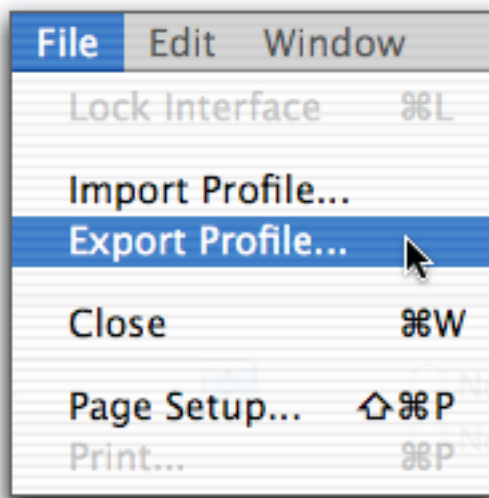 File Edit Window
Lock Interface ⌘L
Import Profile...
Export Profile...
Close ⌘W
Page Setup... ⇧⌘P
Print... ⌘P